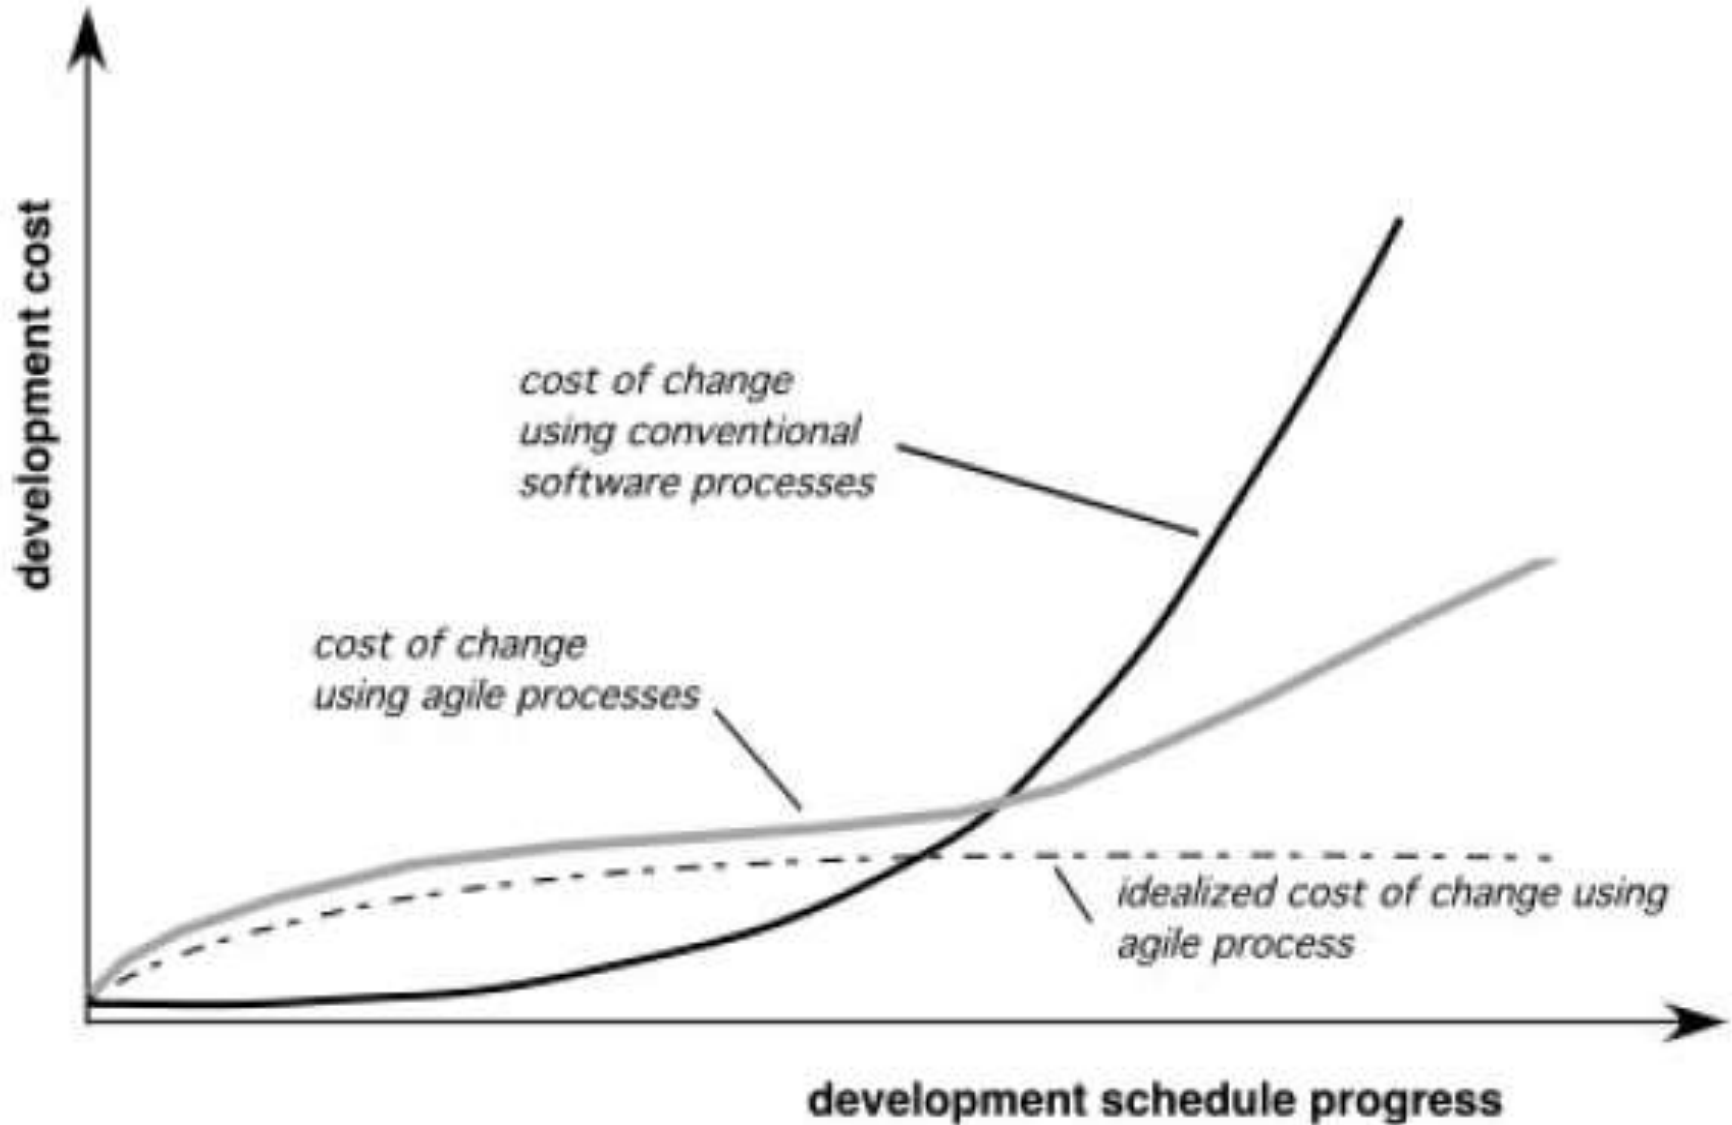 development cost
cost of change
using conventional
software processes
cost of change
using agile processes
idealized cost of change using
agile process
development schedule progress